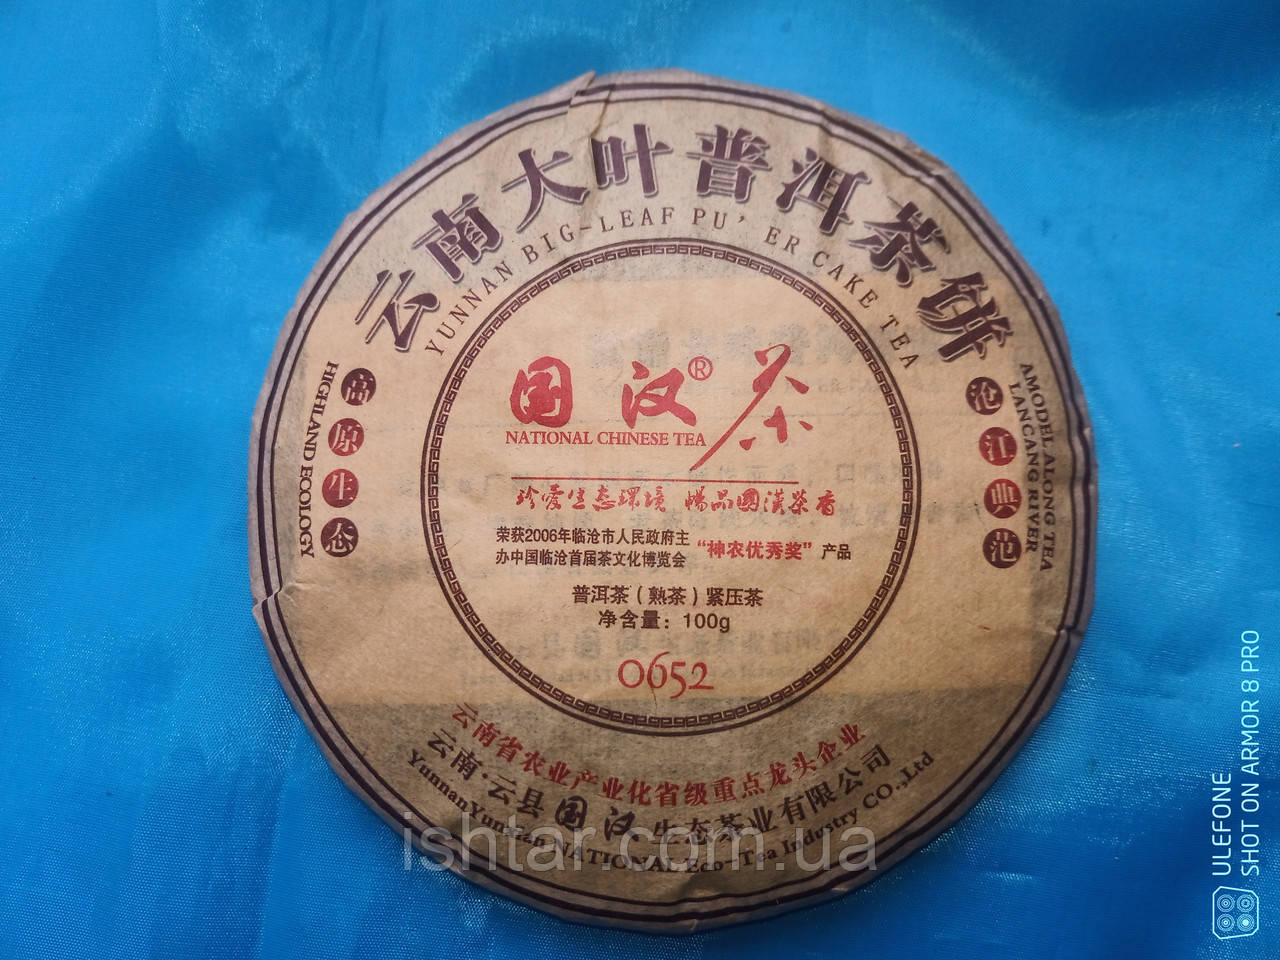 云南大叶普洱茶饼
YUNNAN BIG-LEAF PU'ER CAKE TEA
高原生态
HIGHLAND ECOLOGY
沧江典范
AMODEL ALONG TEA
LANCANG RIVER
国汉®茶
NATIONAL CHINESE TEA
珍爱生态環境 暢品國漢茶香
荣获2006年临沧市人民政府主
办中国临沧首届茶文化博览会
“神农优秀奖”产品
普洱茶(熟茶)紧压茶
净含量：100g
0652
云南省农业产业化省级重点龙头企业
云南·云县国汉生态茶业有限公司
YunnanYunxian NATIONAL Eco-Tea Industry CO.,Ltd
ishtar.com.ua
ULEFONE
SHOT ON ARMOR 8 PRO